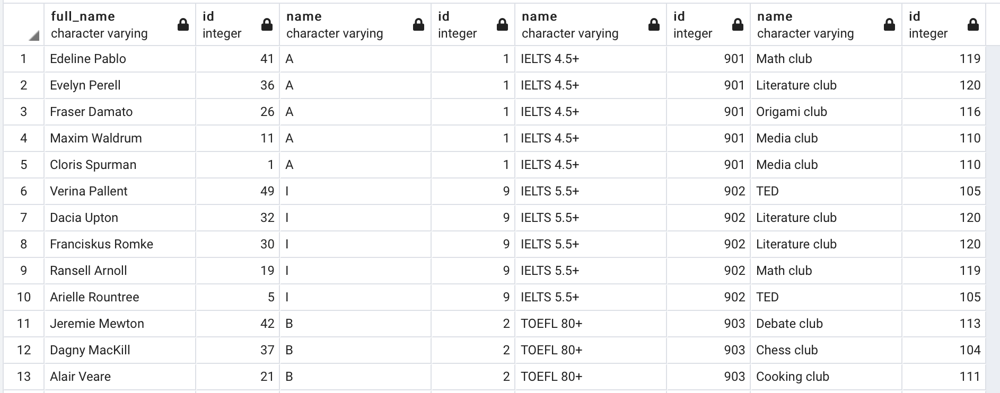 full_name id name id name id name id
character varying integer character varying integer character varying integer character varying integer
1 Edeline Pablo 41 A 1 IELTS 4.5+ 901 Math club 119
2 Evelyn Perell 36 A 1 IELTS 4.5+ 901 Literature club 120
3 Fraser Damato 26 A 1 IELTS 4.5+ 901 Origami club 116
4 Maxim Waldrum 11 A 1 IELTS 4.5+ 901 Media club 110
5 Cloris Spurman 1 A 1 IELTS 4.5+ 901 Media club 110
6 Verina Pallent 49 I 9 IELTS 5.5+ 902 TED 105
7 Dacia Upton 32 I 9 IELTS 5.5+ 902 Literature club 120
8 Franciskus Romke 30 I 9 IELTS 5.5+ 902 Literature club 120
9 Ransell Arnoll 19 I 9 IELTS 5.5+ 902 Math club 119
10 Arielle Rountree 5 I 9 IELTS 5.5+ 902 TED 105
11 Jeremie Mewton 42 B 2 TOEFL 80+ 903 Debate club 113
12 Dagny MacKill 37 B 2 TOEFL 80+ 903 Chess club 104
13 Alair Veare 21 B 2 TOEFL 80+ 903 Cooking club 111